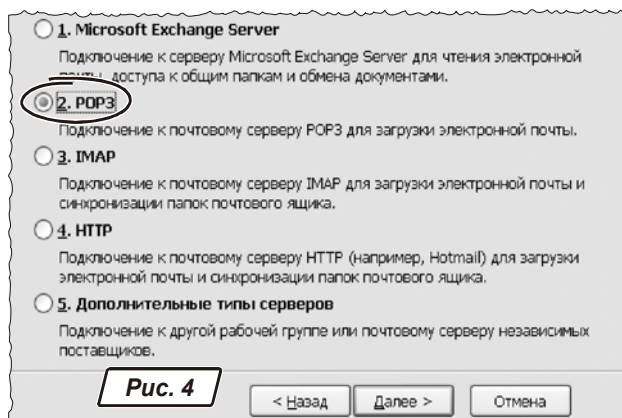 1. Microsoft Exchange Server
Подключение к серверу Microsoft Exchange Server для чтения электронной
почты, доступа к общим папкам и обмена документами.
2. POP3
Подключение к почтовому серверу POP3 для загрузки электронной почты.
3. IMAP
Подключение к почтовому серверу IMAP для загрузки электронной почты и
синхронизации папок почтового ящика.
4. HTTP
Подключение к почтовому серверу HTTP (например, Hotmail) для загрузки
электронной почты и синхронизации папок почтового ящика.
5. Дополнительные типы серверов
Подключение к другой рабочей группе или почтовому серверу независимых
поставщиков.
Рис. 4
< Назад Далее > Отмена